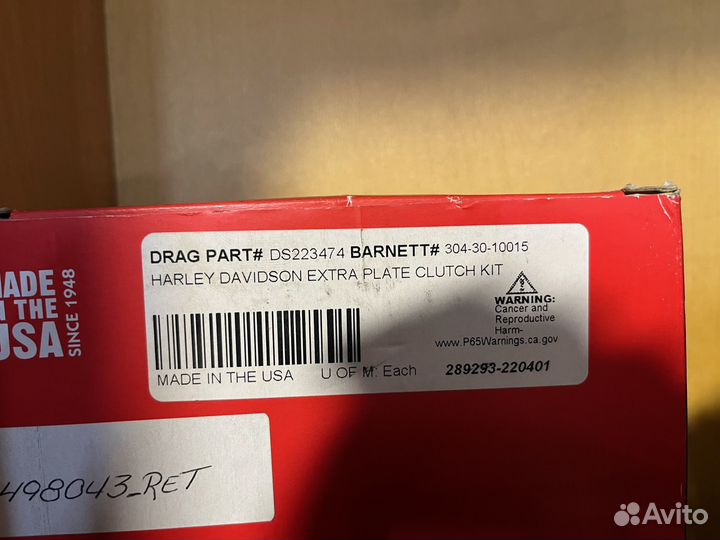 DRAG PART# DS223474 BARNETT# 304-30-10015
HARLEY DAVIDSON EXTRA PLATE CLUTCH KIT
WARNING:
Cancer and
Reproductive
Harm-
www.P65Warnings.ca.gov
MADE IN THE USA U OF M: Each 289293-220401
MADE
IN THE
USA
SINCE 1948
498043_RET
Avito